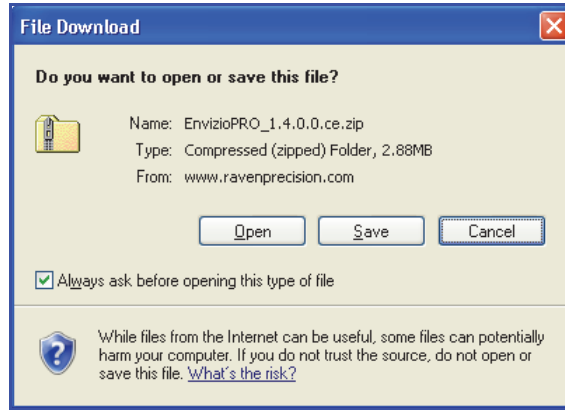 File Download
Do you want to open or save this file?
Name: EnvizioPRO_1.4.0.0.ce.zip
Type: Compressed (zipped) Folder, 2.88MB
From: www.ravenprecision.com
Open Save Cancel
Always ask before opening this type of file
While files from the Internet can be useful, some files can potentially
harm your computer. If you do not trust the source, do not open or
save this file. What's the risk?